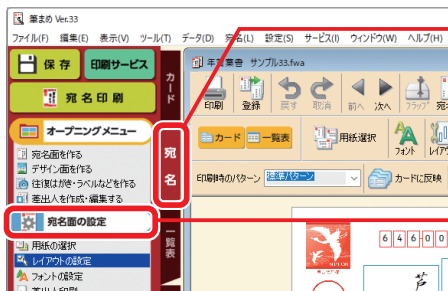 筆まめ Ver.33
ファイル(F) 編集(E) 表示(V) ツール(T) データ(D) 宛名(L) 設定(S) サービス(I) ウィンドウ(W) ヘルプ(H)
保存
印刷サービス
宛名印刷
オープニングメニュー
宛名面を作る
デザイン面を作る
往復はがき・ラベルなどを作る
差出人を作成・編集する
宛名面の設定
用紙の選択
レイアウトの設定
フォントの設定
カード
宛名
一覧表
年賀葉書 サンプル33.fwa
印刷 登録 戻す 取消 前へ 次へ
カード 一覧表 用紙選択 フォント
印刷時のパターン 標準パターン カードに反映
NIPPON
646-00
芦